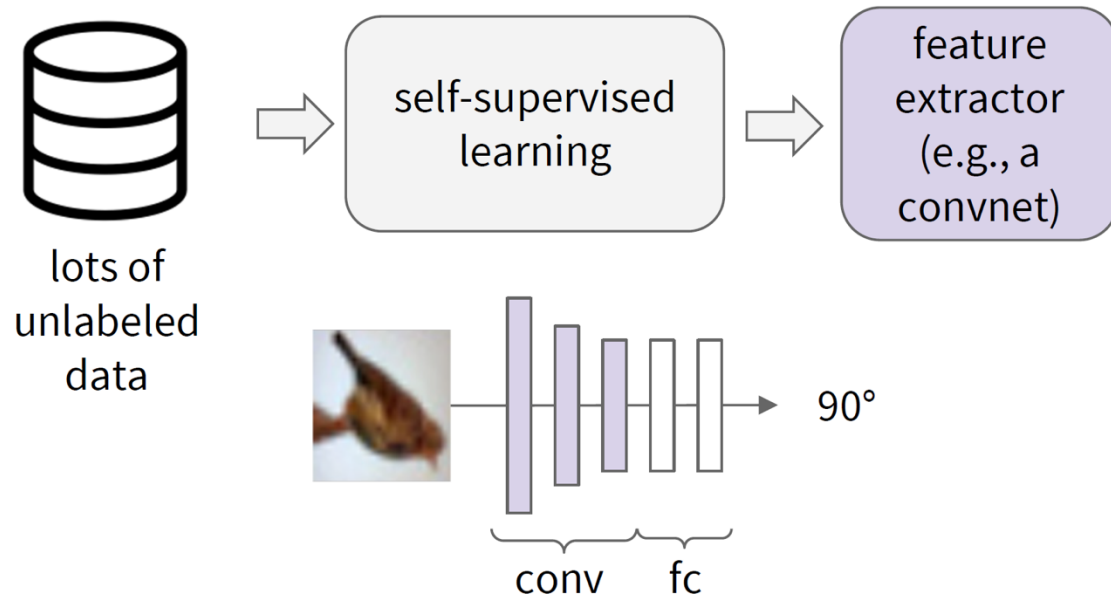 lots of
unlabeled
data
self-supervised
learning
feature
extractor
(e.g., a
convnet)
90°
conv
fc